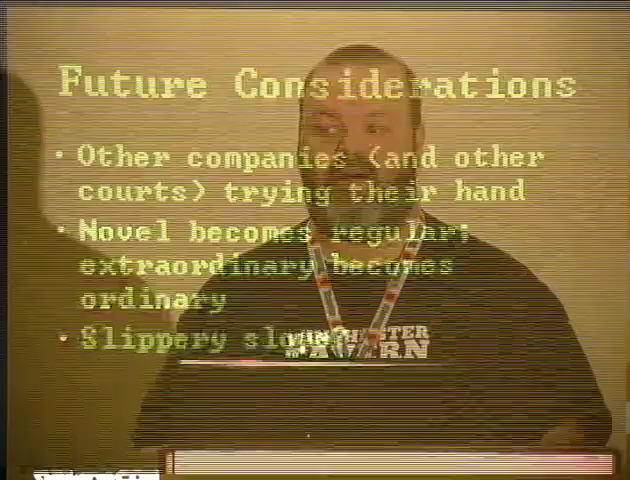 Future Considerations
• Other companies (and other
courts) trying their hand
• Novel becomes regular;
extraordinary becomes
ordinary
• Slippery slope
WINCHESTER
TAVERN